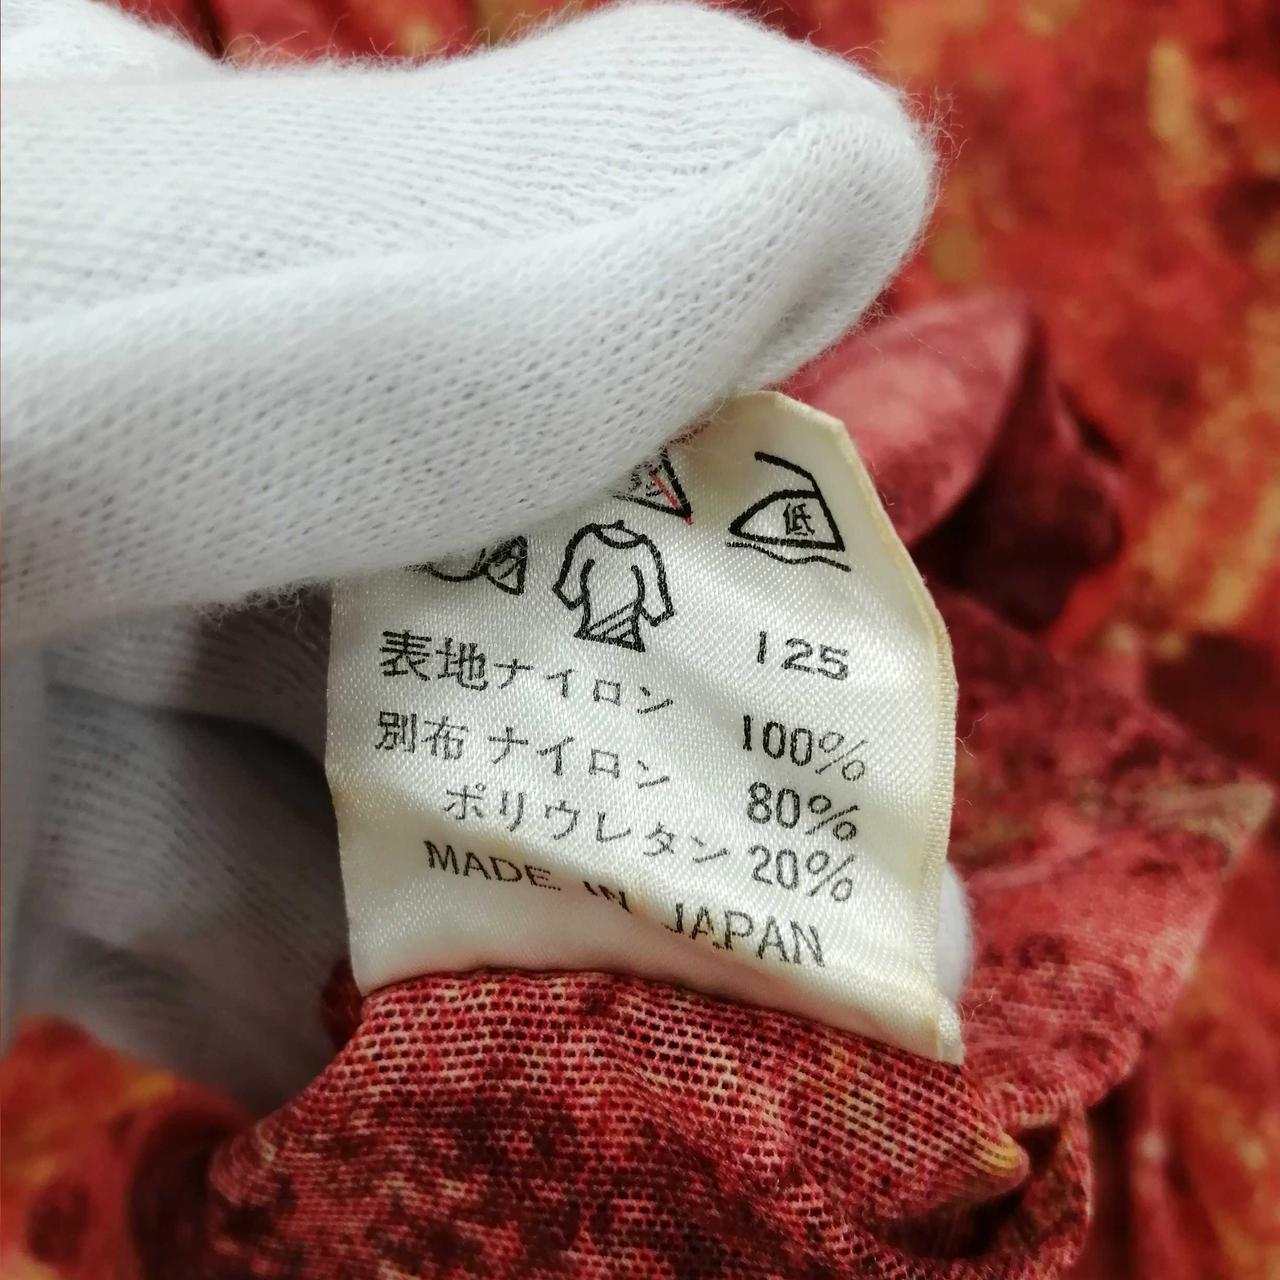 低
125
表地ナイロン 100%
別布 ナイロン 80%
ポリウレタン 20%
MADE IN JAPAN